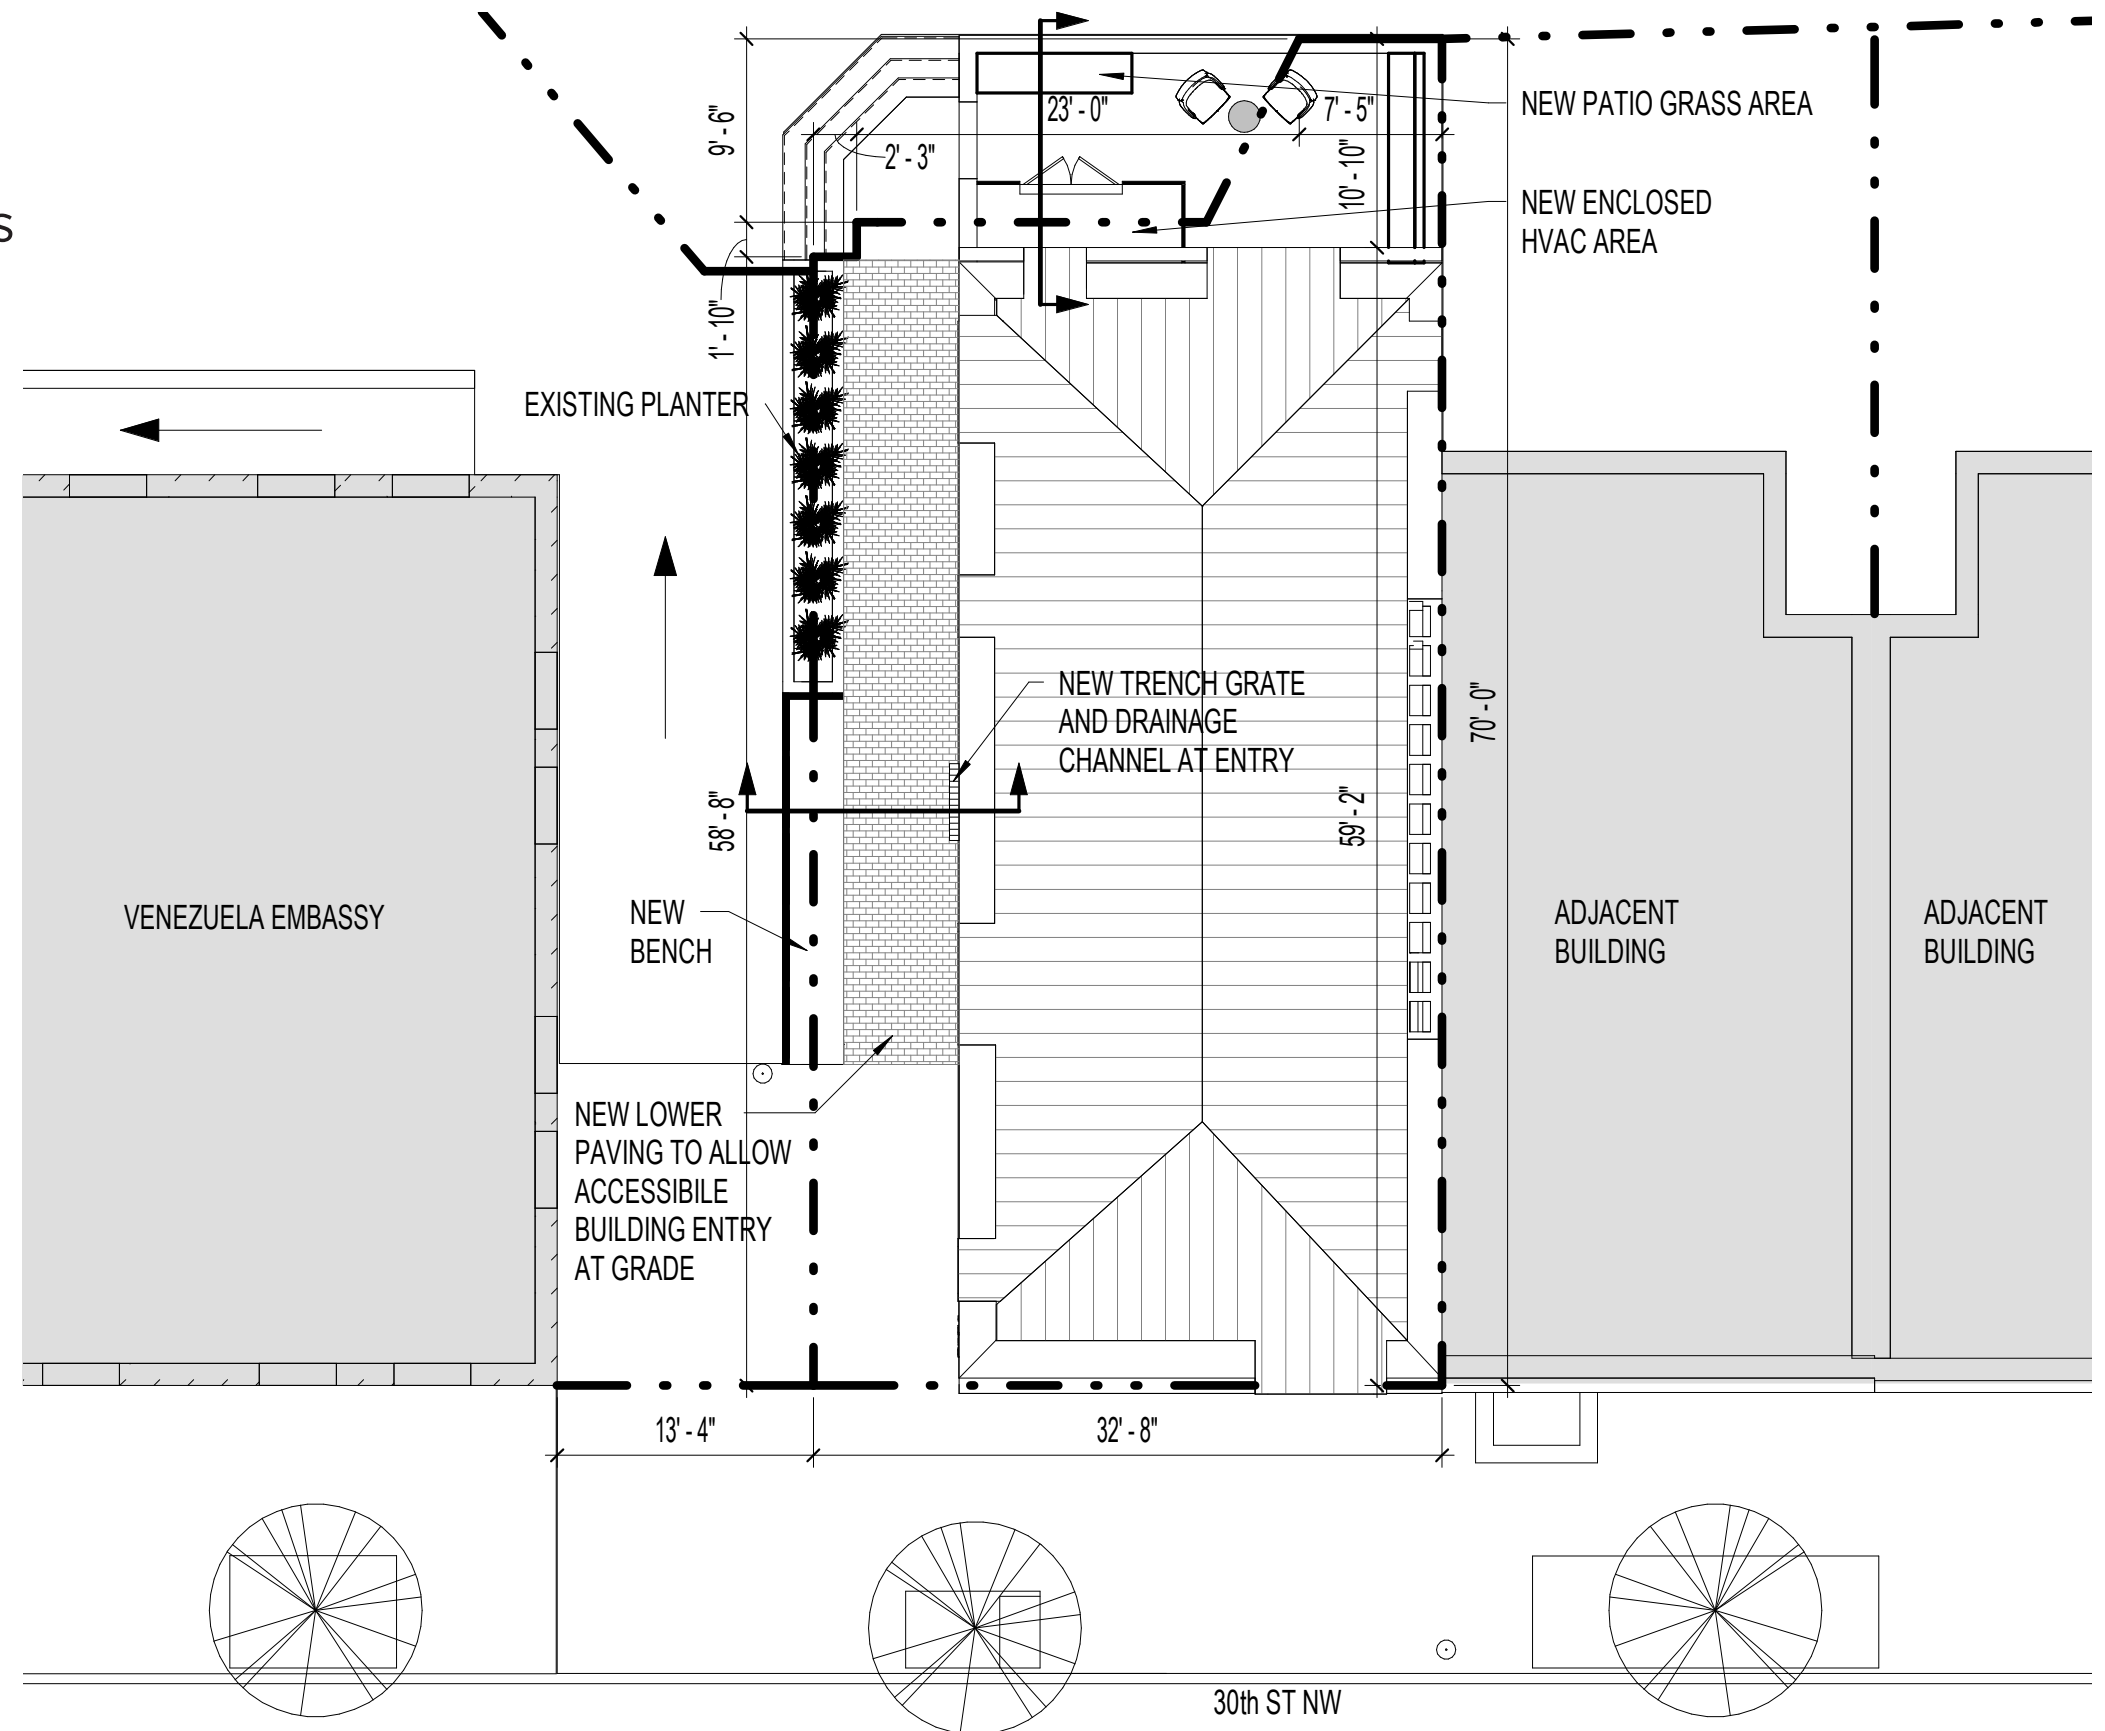 S
9' - 6"
23' - 0"
7' - 5"
NEW PATIO GRASS AREA
2' - 3"
10' - 10"
NEW ENCLOSED
HVAC AREA
1' - 10"
EXISTING PLANTER
NEW TRENCH GRATE
AND DRAINAGE
CHANNEL AT ENTRY
70' - 0"
58' - 8"
59' - 2"
VENEZUELA EMBASSY
NEW
BENCH
ADJACENT
BUILDING
ADJACENT
BUILDING
NEW LOWER
PAVING TO ALLOW
ACCESSIBILE
BUILDING ENTRY
AT GRADE
13' - 4"
32' - 8"
30th ST NW